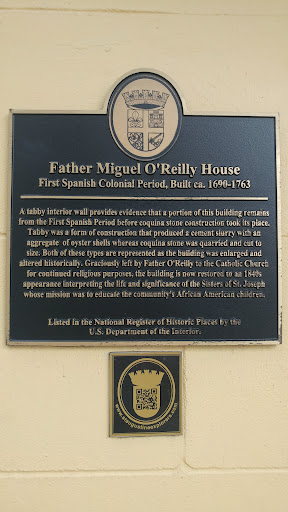 Father Miguel O'Reilly House
First Spanish Colonial Period, Built ca. 1690-1763
A tabby interior wall provides evidence that a portion of this building remains
from the First Spanish Period before coquina stone construction took its place.
Tabby was a form of construction that produced a cement slurry with an
aggregate of oyster shells whereas coquina stone was quarried and cut to
size. Both of these types are represented as the building was enlarged and
altered historically. Graciously left by Father O'Reilly to the Catholic Church
for continued religious purposes, the building is now restored to an 1840s
appearance interpreting the life and significance of the Sisters of St. Joseph
whose mission was to educate the community's African American children.
Listed in the National Register of Historic Places by the
U.S. Department of the Interior.